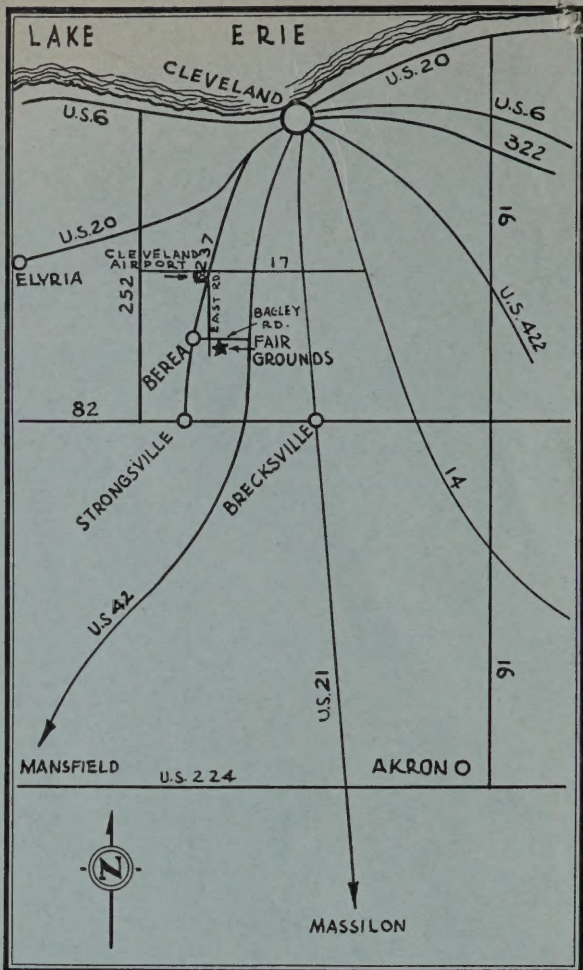 LAKE ERIE
CLEVELAND
U.S.20
U.S.6
U.S.6
322
U.S.20
ELYRIA
CLEVELAND
AIRPORT
237
17
91
252
EAST RD.
BAGLEY
RD.
FAIR
GROUNDS
BEREA
U.S.422
82
STRONGSVILLE
BRECKSVILLE
14
U.S.42
U.S.21
91
MANSFIELD
AKRON
U.S.224
N
MASSILON